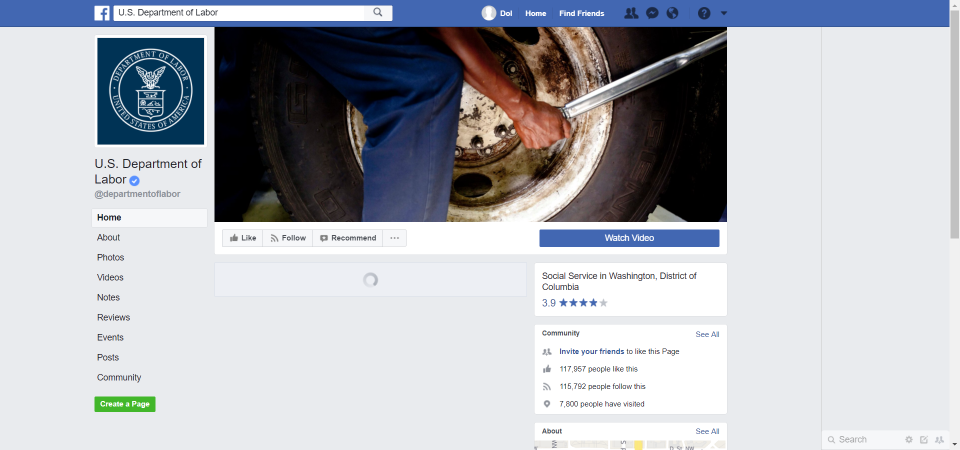 U.S. Department of Labor
Dol
Home
Find Friends
DEPARTMENT OF LABOR
UNITED STATES OF AMERICA
U.S. Department of
Labor
@departmentoflabor
Home
About
Photos
Videos
Notes
Reviews
Events
Posts
Community
Create a Page
Like
Follow
Recommend
Watch Video
Social Service in Washington, District of
Columbia
3.9
Community
See All
Invite your friends to like this Page
117,957 people like this
115,792 people follow this
7,800 people have visited
About
See All
NW
Search